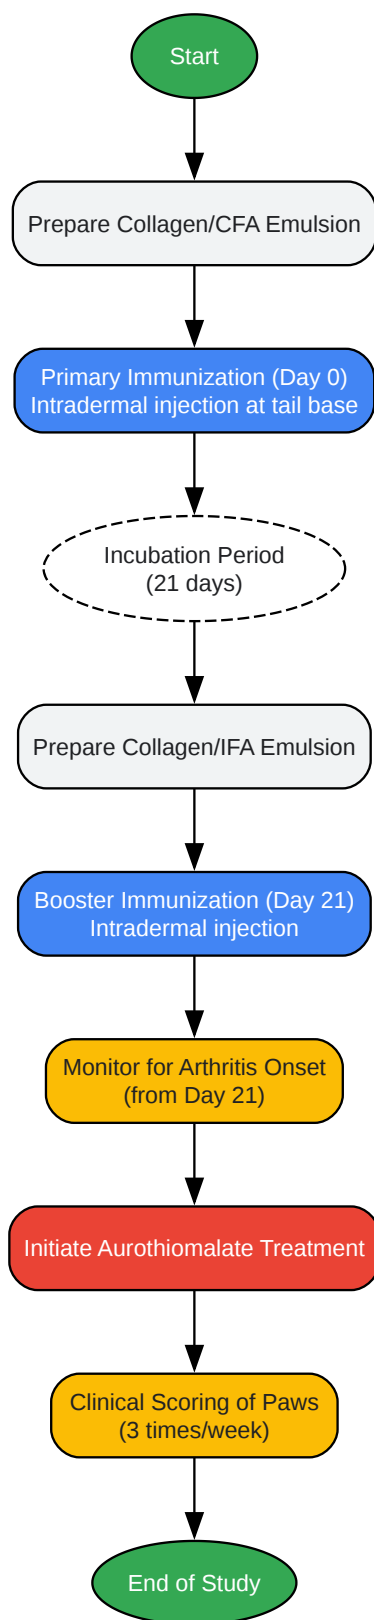 Start
Prepare Collagen/CFA Emulsion
Primary Immunization (Day 0)
Intradermal injection at tail base
Incubation Period
(21 days)
Prepare Collagen/IFA Emulsion
Booster Immunization (Day 21)
Intradermal injection
Monitor for Arthritis Onset
(from Day 21)
Initiate Aurothiomalate Treatment
Clinical Scoring of Paws
(3 times/week)
End of Study